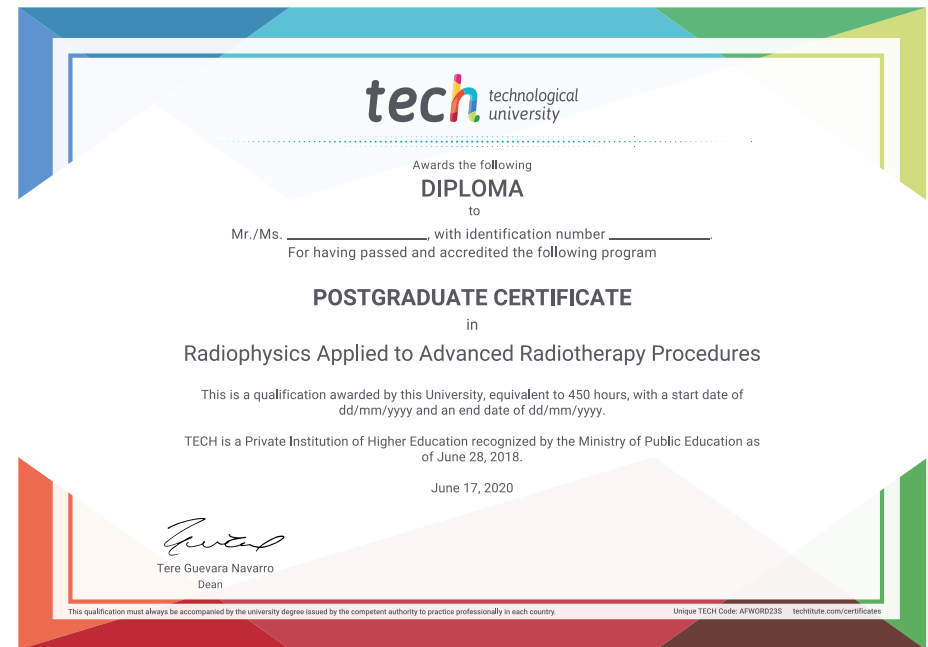 tech technological
university
Awards the following
DIPLOMA
to
Mr./Ms. ____________________, with identification number ______________.
For having passed and accredited the following program
POSTGRADUATE CERTIFICATE
in
Radiophysics Applied to Advanced Radiotherapy Procedures
This is a qualification awarded by this University, equivalent to 450 hours, with a start date of
dd/mm/yyyy and an end date of dd/mm/yyyy.
TECH is a Private Institution of Higher Education recognized by the Ministry of Public Education as
of June 28, 2018.
June 17, 2020
Tere Guevara Navarro
Dean
This qualification must always be accompanied by the university degree issued by the competent authority to practice professionally in each country. Unique TECH Code: AFWORD23S techtitute.com/certificates